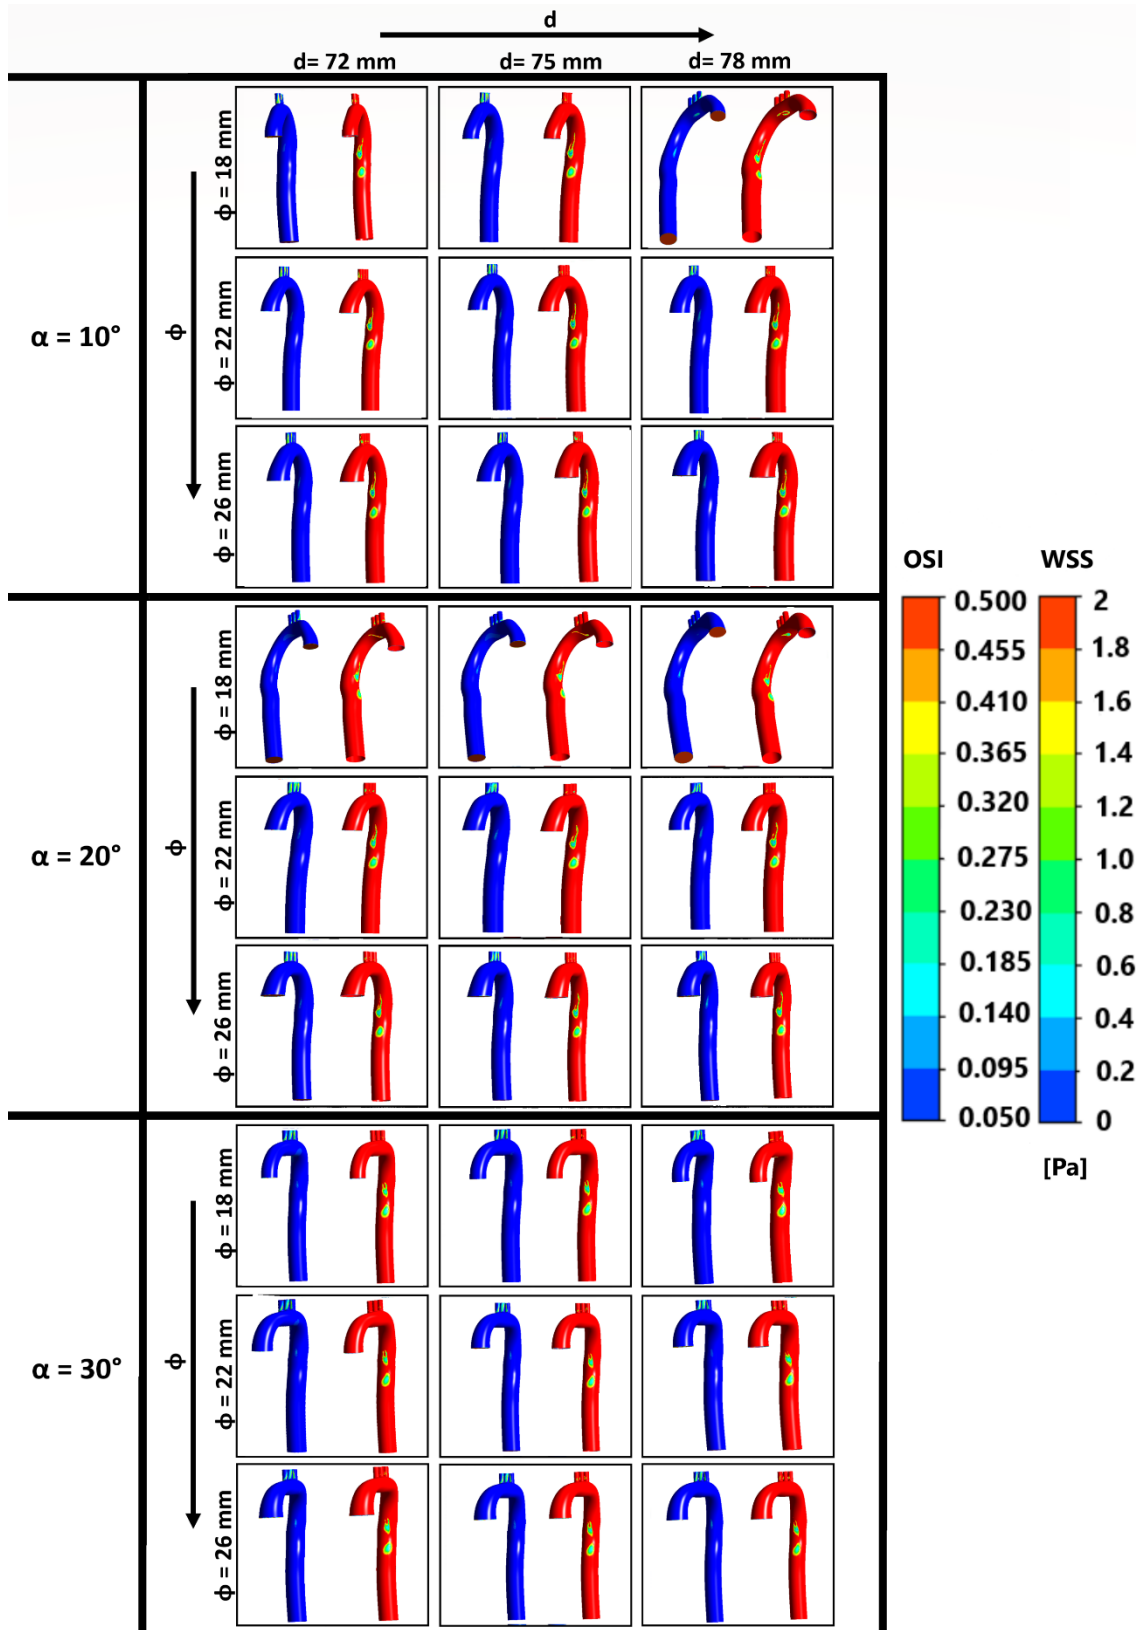 d
d= 72 mm
d= 75 mm
d= 78 mm
α = 10°
ϕ
ϕ = 18 mm
ϕ = 22 mm
ϕ = 26 mm
α = 20°
ϕ
ϕ = 18 mm
ϕ = 22 mm
ϕ = 26 mm
α = 30°
ϕ
ϕ = 18 mm
ϕ = 22 mm
ϕ = 26 mm
OSI
0.500
0.455
0.410
0.365
0.320
0.275
0.230
0.185
0.140
0.095
0.050
WSS
2
1.8
1.6
1.4
1.2
1.0
0.8
0.6
0.4
0.2
0
[Pa]